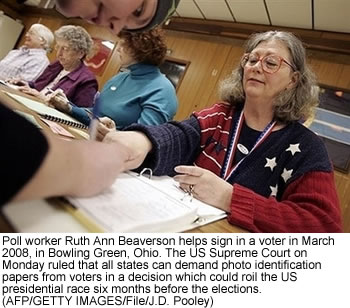 Poll worker Ruth Ann Beaverson helps sign in a voter in March
2008, in Bowling Green, Ohio. The US Supreme Court on
Monday ruled that all states can demand photo identification
papers from voters in a decision which could roil the US
presidential race six months before the elections.
(AFP/GETTY IMAGES/File/J.D. Pooley)